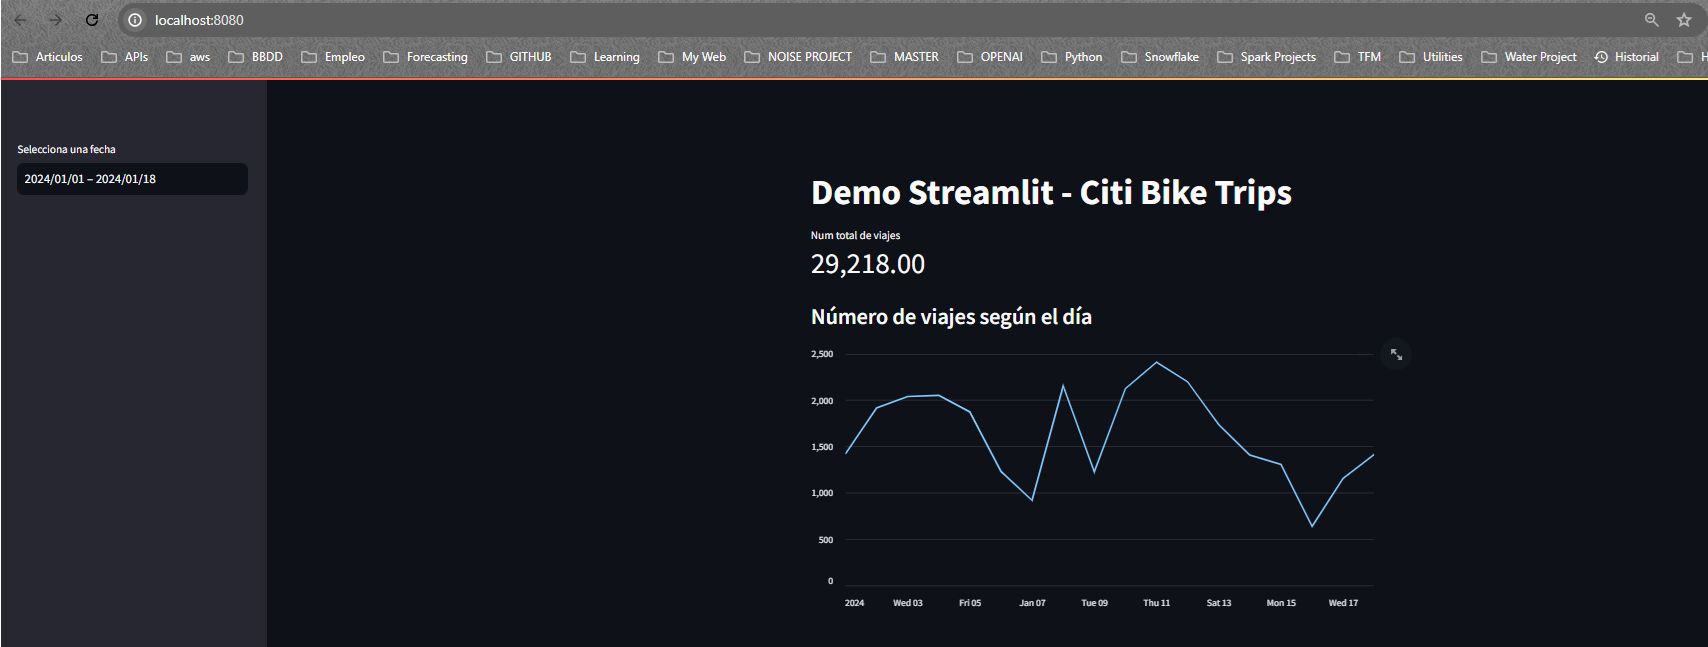 localhost:8080
Articulos APIs aws BBDD Empleo Forecasting GITHUB Learning My Web NOISE PROJECT MASTER OPENAI Python Snowflake Spark Projects TFM Utilities Water Project Historial
Selecciona una fecha
2024/01/01 – 2024/01/18
Demo Streamlit - Citi Bike Trips
Num total de viajes
29,218.00
Número de viajes según el día
2,500
2,000
1,500
1,000
500
0
2024 Wed 03 Fri 05 Jan 07 Tue 09 Thu 11 Sat 13 Mon 15 Wed 17